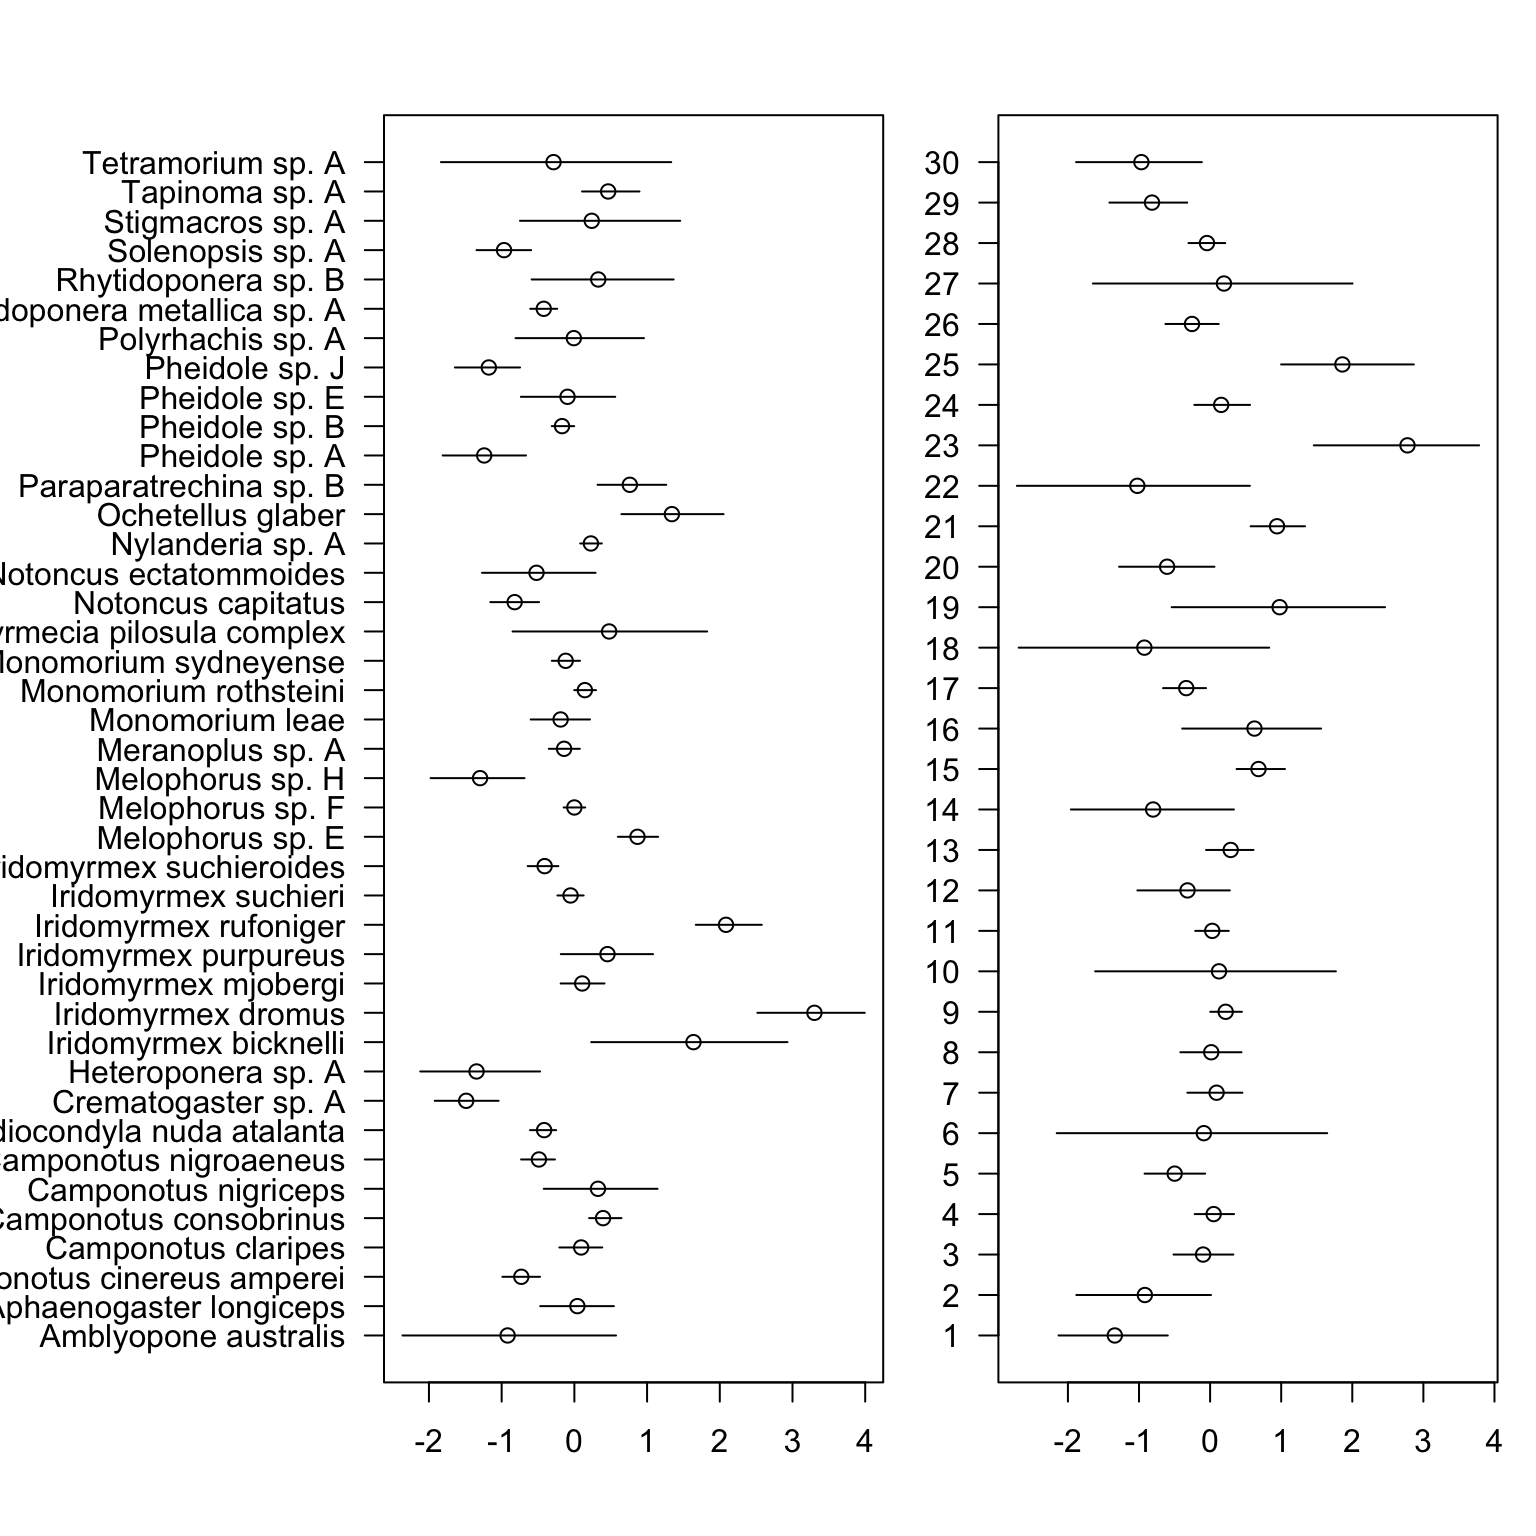 Tetramorium sp. A
Tapinoma sp. A
Stigmacros sp. A
Solenopsis sp. A
Rhytidoponera sp. B
doponera metallica sp. A
Polyrhachis sp. A
Pheidole sp. J
Pheidole sp. E
Pheidole sp. B
Pheidole sp. A
Paraparatrechina sp. B
Ochetellus glaber
Nylanderia sp. A
Notoncus ectatommoides
Notoncus capitatus
yrmecia pilosula complex
Monomorium sydneyense
Monomorium rothsteini
Monomorium leae
Meranoplus sp. A
Melophorus sp. H
Melophorus sp. F
Melophorus sp. E
idomyrmex suchieroides
Iridomyrmex suchieri
Iridomyrmex rufoniger
Iridomyrmex purpureus
Iridomyrmex mjobergi
Iridomyrmex dromus
Iridomyrmex bicknelli
Heteroponera sp. A
Crematogaster sp. A
diocondyla nuda atalanta
Camponotus nigroaeneus
Camponotus nigriceps
Camponotus consobrinus
Camponotus claripes
onotus cinereus amperei
Aphaenogaster longiceps
Amblyopone australis
-2 -1 0 1 2 3 4
30
29
28
27
26
25
24
23
22
21
20
19
18
17
16
15
14
13
12
11
10
9
8
7
6
5
4
3
2
1
-2 -1 0 1 2 3 4